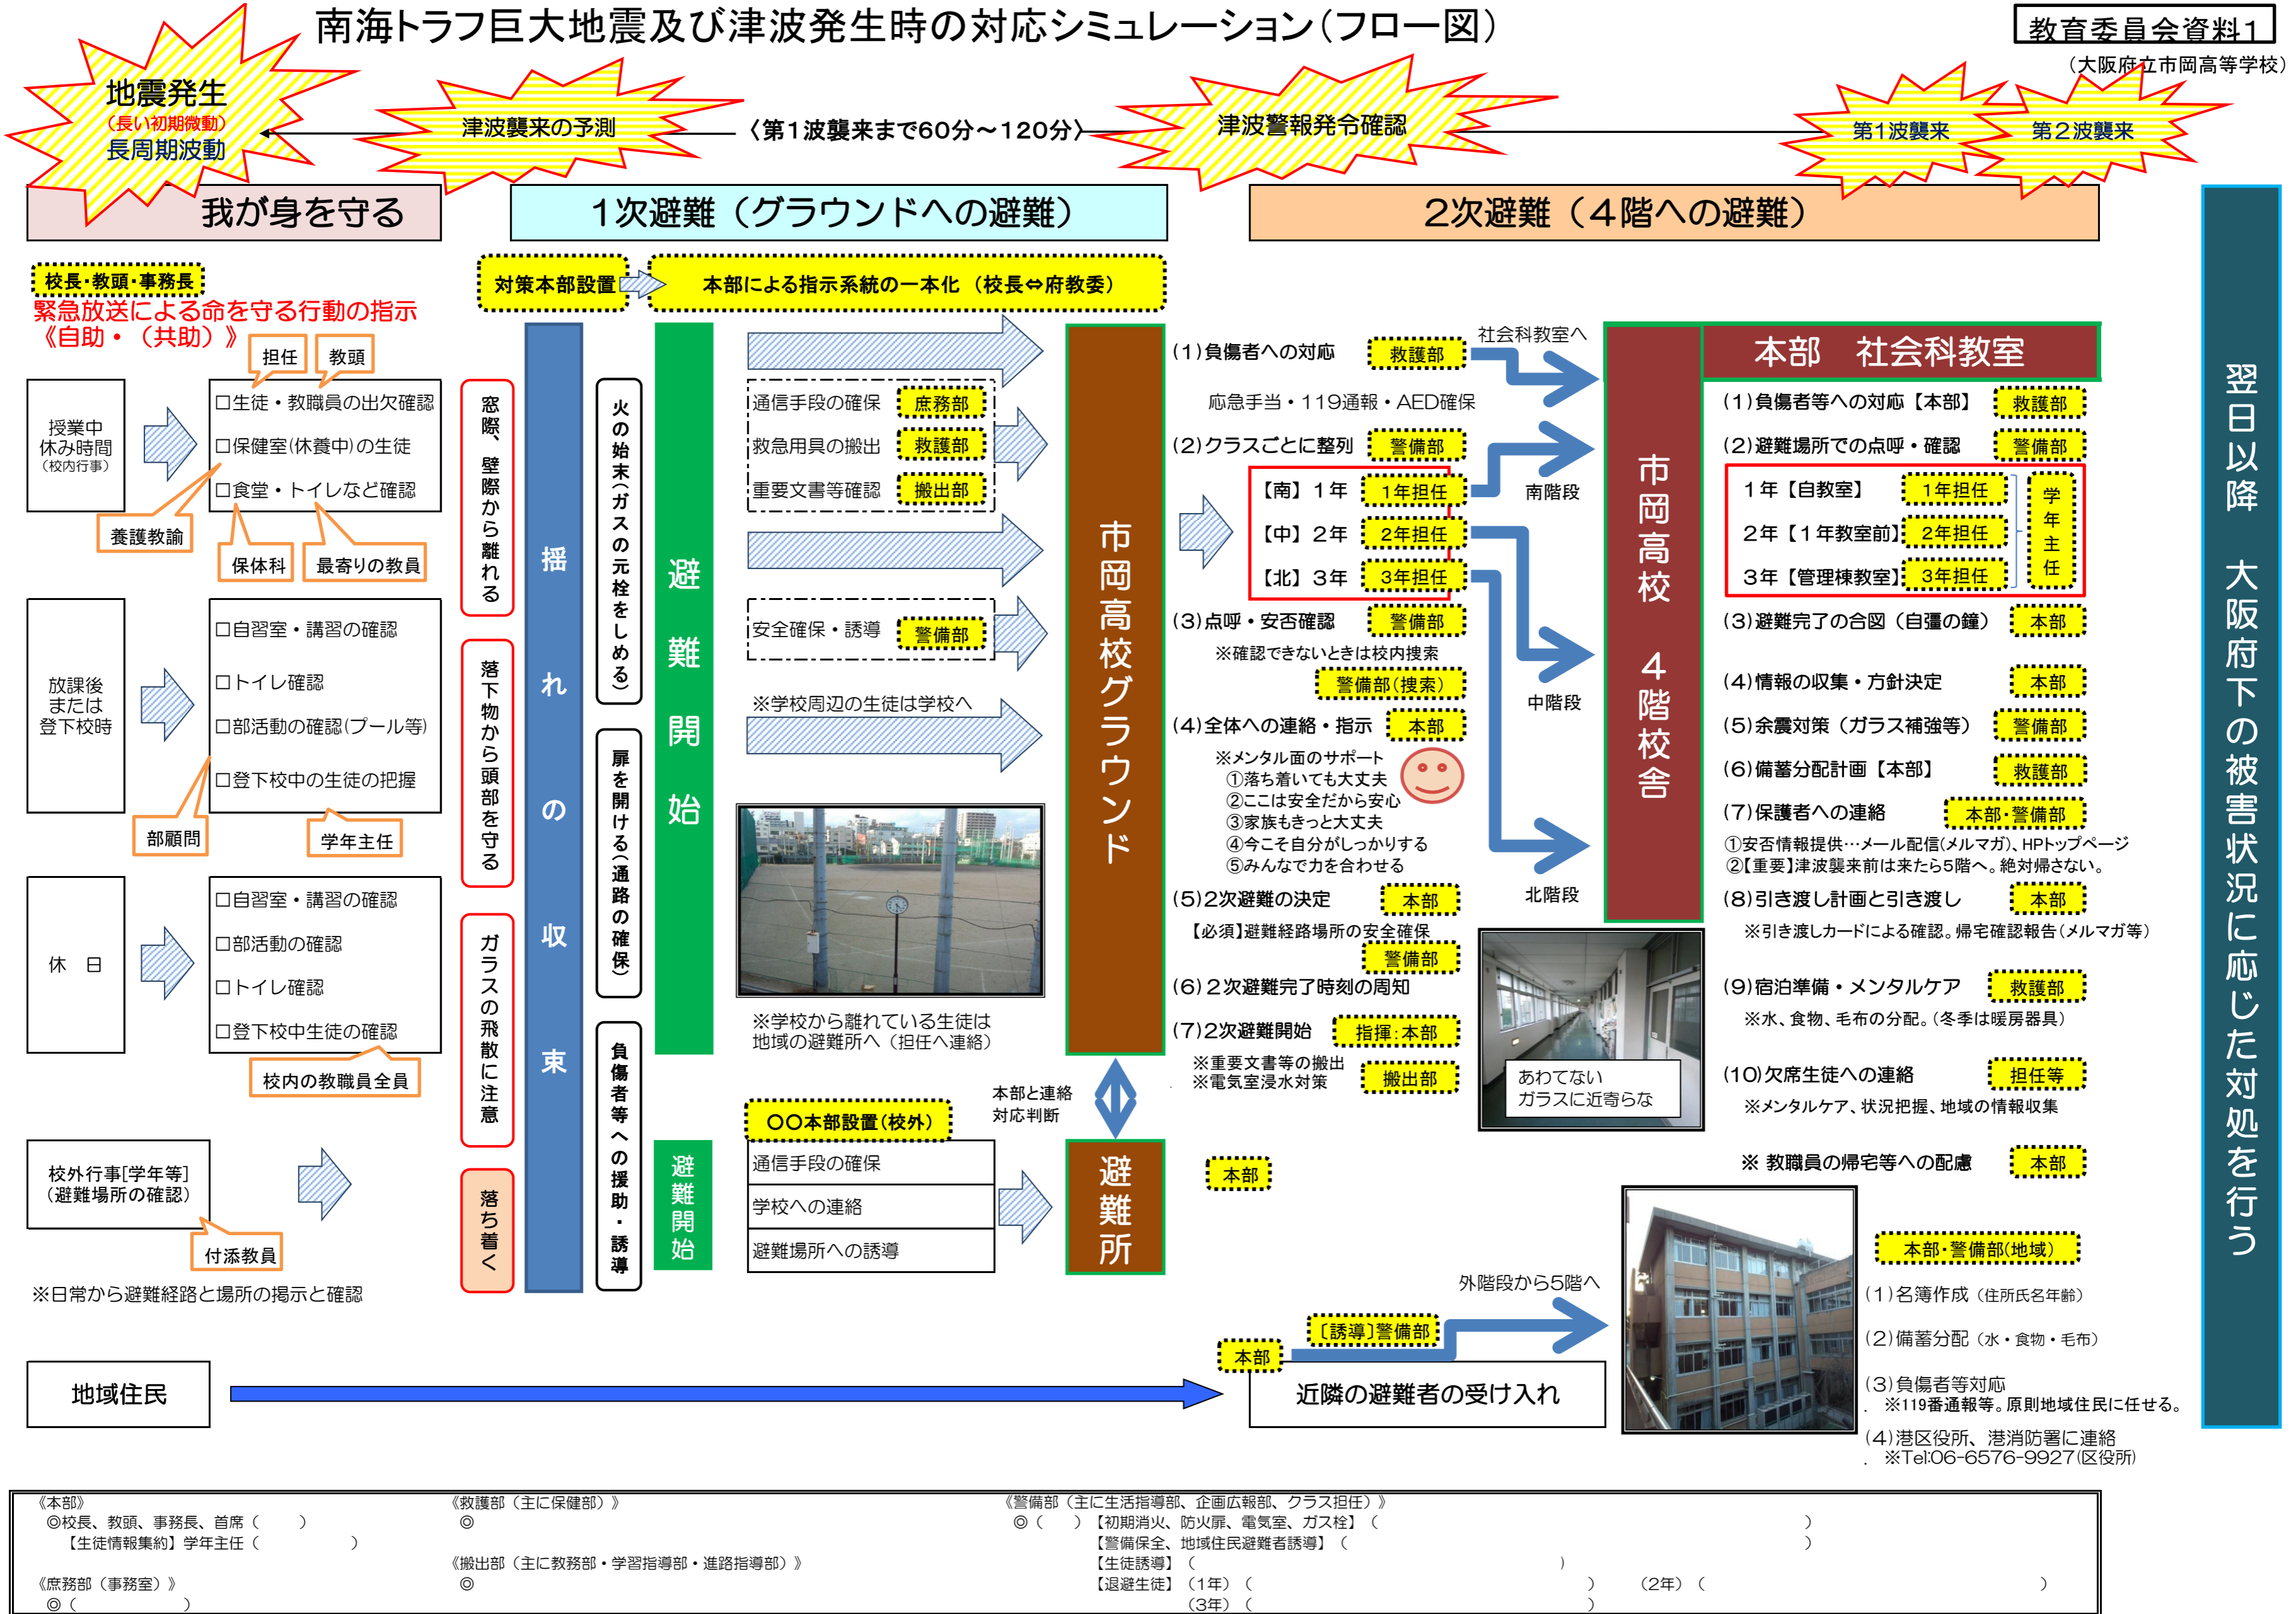 南海トラフ巨大地震及び津波発生時の対応シミュレーション（フロー図）
教育委員会資料1
（大阪府立市岡高等学校）
地震発生
（長い初期微動）
長周期波動
津波襲来の予測
〈第1波襲来まで60分～120分〉
津波警報発令確認
第1波襲来
第2波襲来
我が身を守る
1次避難（グラウンドへの避難）
2次避難（4階への避難）
校長・教頭・事務長
緊急放送による命を守る行動の指示
《自助・（共助）》
担任
教頭
授業中
休み時間
（校内行事）
□生徒・教職員の出欠確認
□保健室(休養中)の生徒
□食堂・トイレなど確認
養護教諭
保体科
最寄りの教員
放課後
または
登下校時
□自習室・講習の確認
□トイレ確認
□部活動の確認(プール等)
□登下校中の生徒の把握
部顧問
学年主任
休　日
□自習室・講習の確認
□部活動の確認
□トイレ確認
□登下校中生徒の確認
校内の教職員全員
校外行事[学年等]
（避難場所の確認）
付添教員
※日常から避難経路と場所の掲示と確認
地域住民
窓際、壁際から離れる
落下物から頭部を守る
ガラスの飛散に注意
落ち着く
揺れの収束
火の始末（ガスの元栓をしめる）
扉を開ける（通路の確保）
負傷者等への援助・誘導
対策本部設置
本部による指示系統の一本化（校長⇔府教委）
避難開始
通信手段の確保　庶務部
救急用具の搬出　救護部
重要文書等確認　搬出部
安全確保・誘導　警備部
※学校周辺の生徒は学校へ
※学校から離れている生徒は
地域の避難所へ（担任へ連絡）
市岡高校グラウンド
本部と連絡
対応判断
避難開始
〇〇本部設置(校外)
通信手段の確保
学校への連絡
避難場所への誘導
避難所
(1)負傷者への対応　救護部
社会科教室へ
応急手当・119通報・AED確保
(2)クラスごとに整列　警備部
【南】1年　1年担任
南階段
【中】2年　2年担任
【北】3年　3年担任
(3)点呼・安否確認　警備部
※確認できないときは校内捜索
警備部(捜索)
中階段
(4)全体への連絡・指示　本部
※メンタル面のサポート
①落ち着いても大丈夫
②ここは安全だから安心
③家族もきっと大丈夫
④今こそ自分がしっかりする
⑤みんなで力を合わせる
北階段
(5)2次避難の決定　本部
【必須】避難経路場所の安全確保
警備部
(6)2次避難完了時刻の周知
(7)2次避難開始　指揮:本部
※重要文書等の搬出
※電気室浸水対策
搬出部
あわてない
ガラスに近寄らな
本部
外階段から5階へ
〔誘導〕警備部
本部
近隣の避難者の受け入れ
市岡高校　4階校舎
本部　社会科教室
(1)負傷者等への対応【本部】　救護部
(2)避難場所での点呼・確認　警備部
1年【自教室】　1年担任
2年【1年教室前】　2年担任
3年【管理棟教室】　3年担任
学年主任
(3)避難完了の合図（自彊の鐘）　本部
(4)情報の収集・方針決定　本部
(5)余震対策（ガラス補強等）　警備部
(6)備蓄分配計画【本部】　救護部
(7)保護者への連絡　本部・警備部
①安否情報提供…メール配信(メルマガ)、HPトップページ
②【重要】津波襲来前は来たら5階へ。絶対帰さない。
(8)引き渡し計画と引き渡し　本部
※引き渡しカードによる確認。帰宅確認報告(メルマガ等)
(9)宿泊準備・メンタルケア　救護部
※水、食物、毛布の分配。(冬季は暖房器具)
(10)欠席生徒への連絡　担任等
※メンタルケア、状況把握、地域の情報収集
※ 教職員の帰宅等への配慮　本部
本部・警備部(地域)
(1)名簿作成（住所氏名年齢）
(2)備蓄分配（水・食物・毛布）
(3)負傷者等対応
. ※119番通報等。原則地域住民に任せる。
(4)港区役所、港消防署に連絡
. ※Tel:06-6576-9927(区役所)
翌日以降　大阪府下の被害状況に応じた対処を行う
《本部》
◎校長、教頭、事務長、首席（　　　）
【生徒情報集約】学年主任（　　　　　　）
《庶務部（事務室）》
◎（　　　　　　　）
《救護部（主に保健部）》
◎
《搬出部（主に教務部・学習指導部・進路指導部）》
◎
《警備部（主に生活指導部、企画広報部、クラス担任）》
◎（　　）【初期消火、防火扉、電気室、ガス栓】（　　　）
【警備保全、地域住民避難者誘導】（　　　）
【生徒誘導】（　　　）
【退避生徒】（1年）（　　　）　（2年）（　　　）
（3年）（　　　）